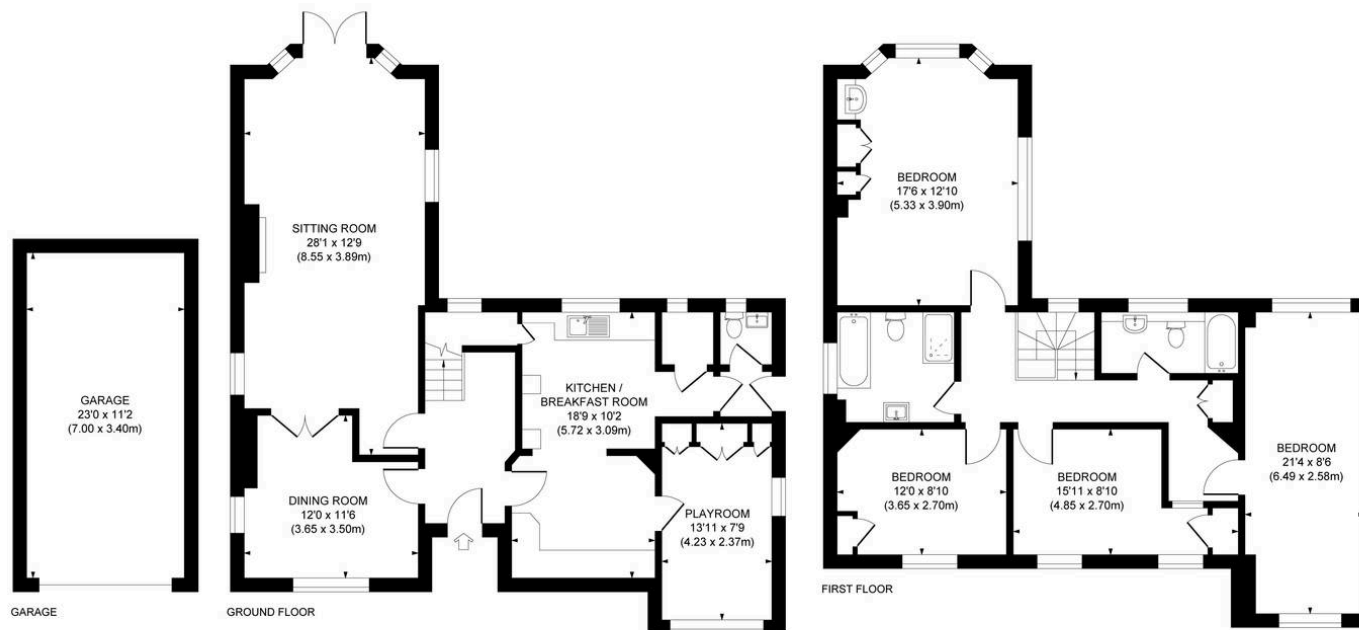 GARAGE
23'0 x 11'2
(7.00 x 3.40m)
GARAGE
SITTING ROOM
28'1 x 12'9
(8.55 x 3.89m)
DINING ROOM
12'0 x 11'6
(3.65 x 3.50m)
KITCHEN /
BREAKFAST ROOM
18'9 x 10'2
(5.72 x 3.09m)
PLAYROOM
13'11 x 7'9
(4.23 x 2.37m)
GROUND FLOOR
BEDROOM
17'6 x 12'10
(5.33 x 3.90m)
BEDROOM
12'0 x 8'10
(3.65 x 2.70m)
BEDROOM
15'11 x 8'10
(4.85 x 2.70m)
BEDROOM
21'4 x 8'6
(6.49 x 2.58m)
FIRST FLOOR